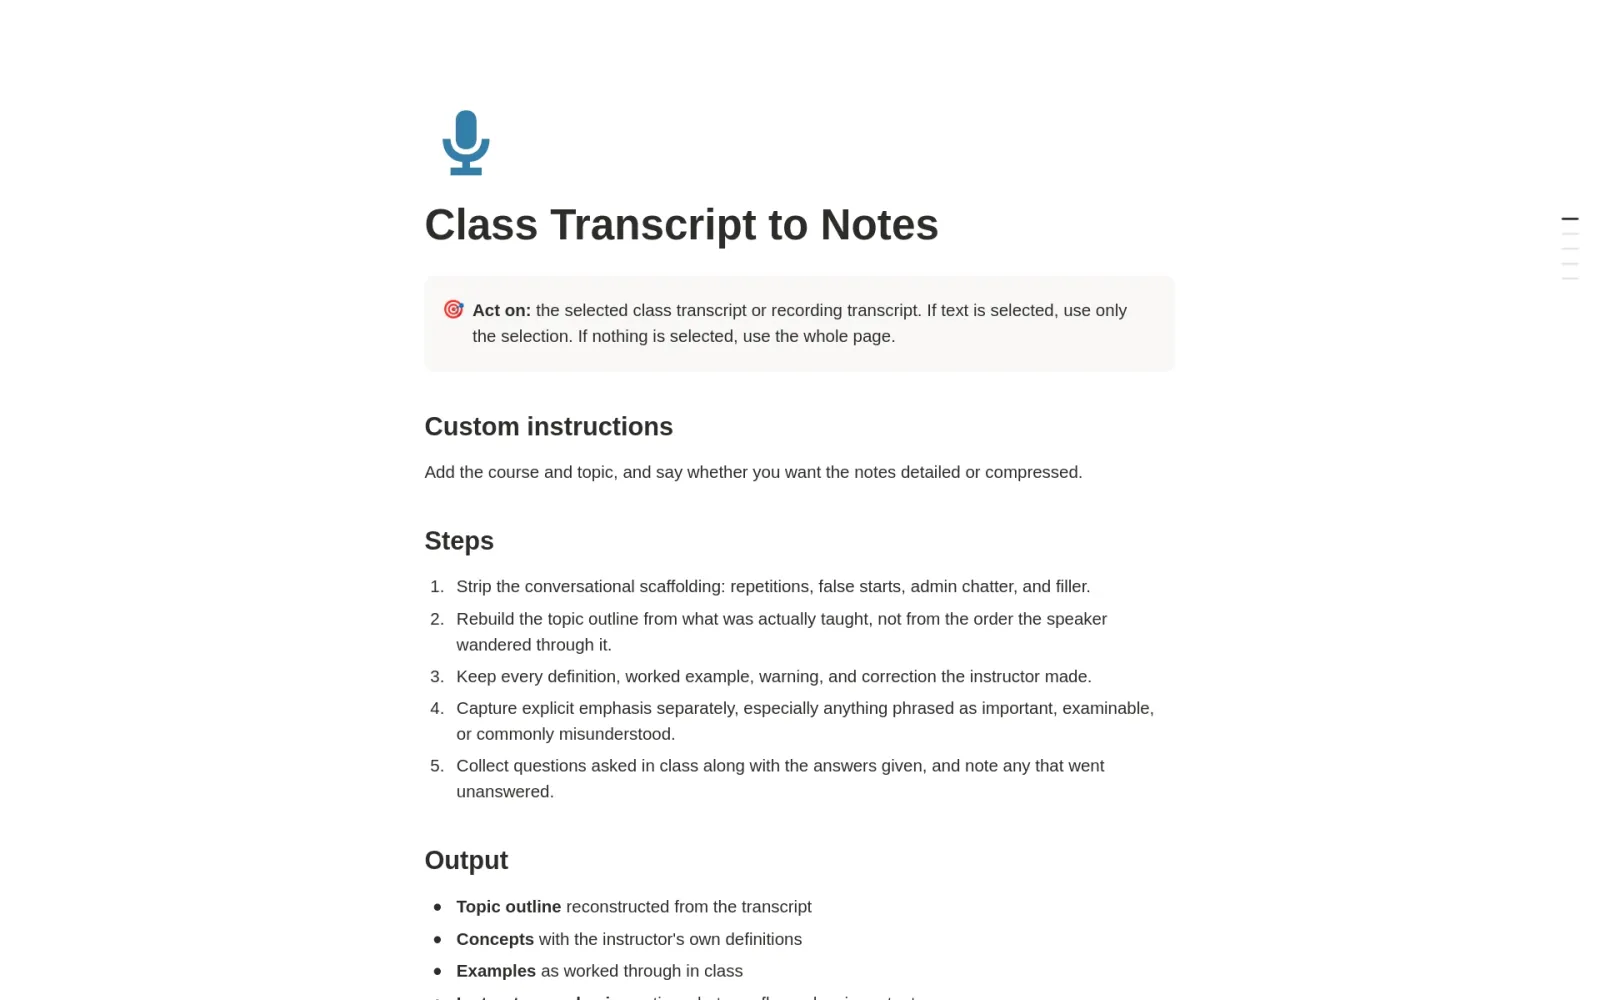 Class Transcript to Notes
🎯 Act on: the selected class transcript or recording transcript. If text is selected, use only
the selection. If nothing is selected, use the whole page.
Custom instructions
Add the course and topic, and say whether you want the notes detailed or compressed.
Steps
1. Strip the conversational scaffolding: repetitions, false starts, admin chatter, and filler.
2. Rebuild the topic outline from what was actually taught, not from the order the speaker
wandered through it.
3. Keep every definition, worked example, warning, and correction the instructor made.
4. Capture explicit emphasis separately, especially anything phrased as important, examinable,
or commonly misunderstood.
5. Collect questions asked in class along with the answers given, and note any that went
unanswered.
Output
• Topic outline reconstructed from the transcript
• Concepts with the instructor's own definitions
• Examples as worked through in class